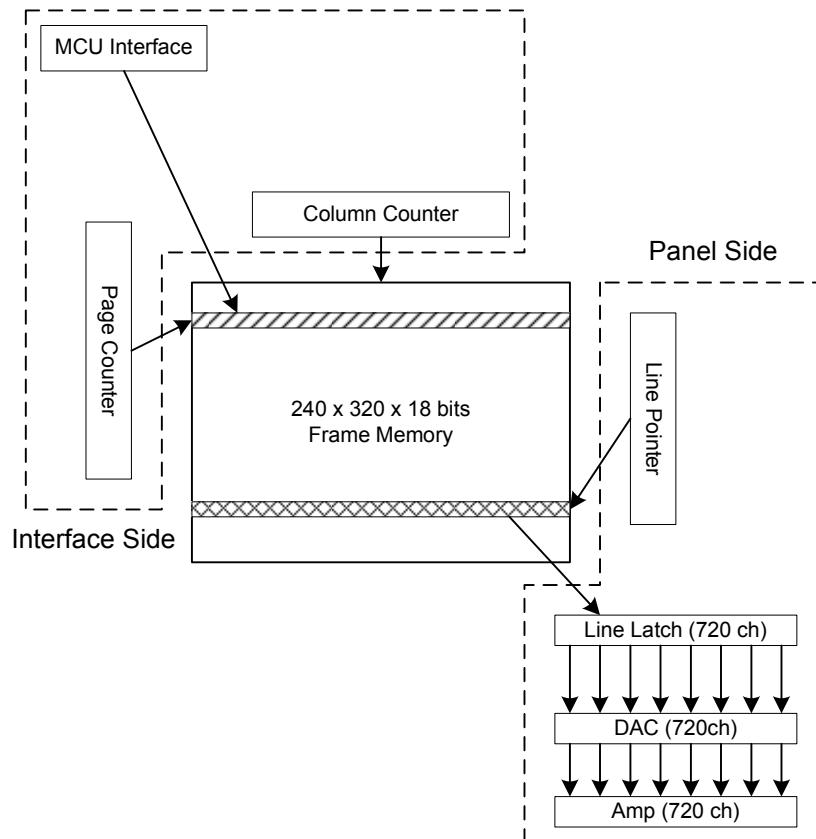 MCU Interface
Column Counter
Panel Side
Page Counter
Line Pointer
240 x 320 x 18 bits
Frame Memory
Interface Side
Line Latch (720 ch)
DAC (720ch)
Amp (720 ch)